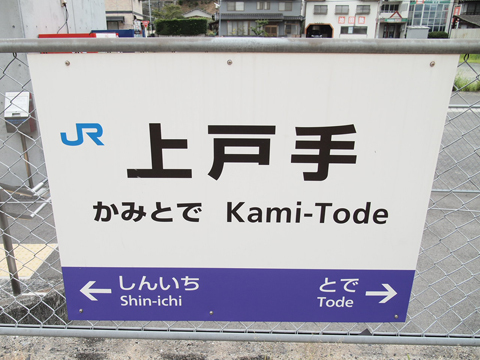 JR
上戸手
かみとで Kami-Tode
← しんいち
Shin-ichi
とで →
Tode